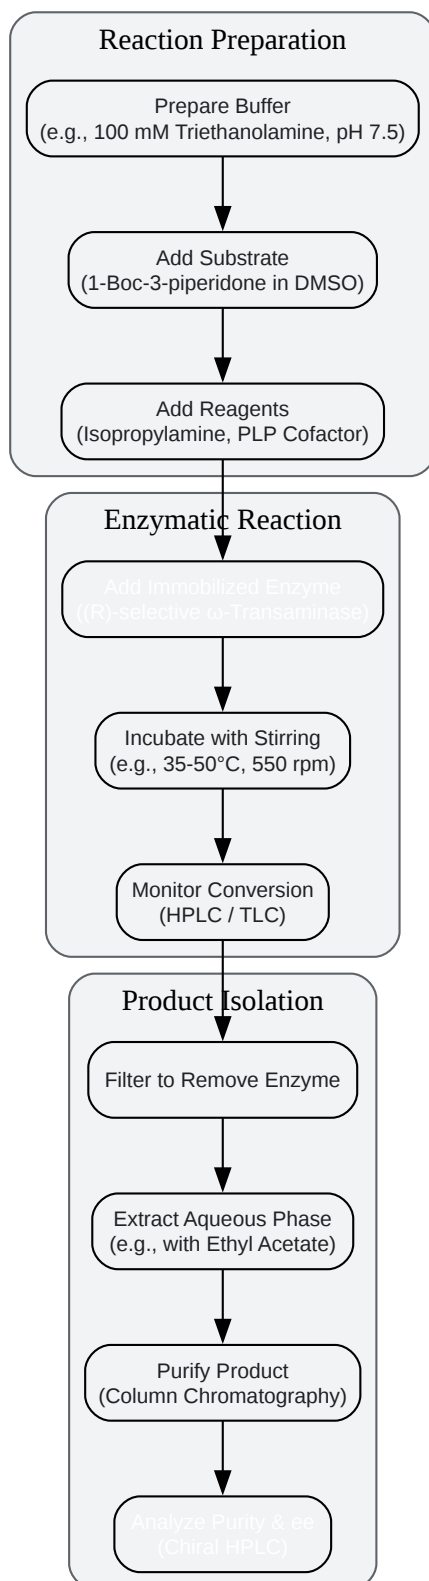 Reaction Preparation
Prepare Buffer
(e.g., 100 mM Triethanolamine, pH 7.5)
Add Substrate
(1-Boc-3-piperidone in DMSO)
Add Reagents
(Isopropylamine, PLP Cofactor)
Enzymatic Reaction
Add Immobilized Enzyme
((R)-selective ω-Transaminase)
Incubate with Stirring
(e.g., 35-50°C, 550 rpm)
Monitor Conversion
(HPLC / TLC)
Product Isolation
Filter to Remove Enzyme
Extract Aqueous Phase
(e.g., with Ethyl Acetate)
Purify Product
(Column Chromatography)
Analyze Purity & ee
(Chiral HPLC)